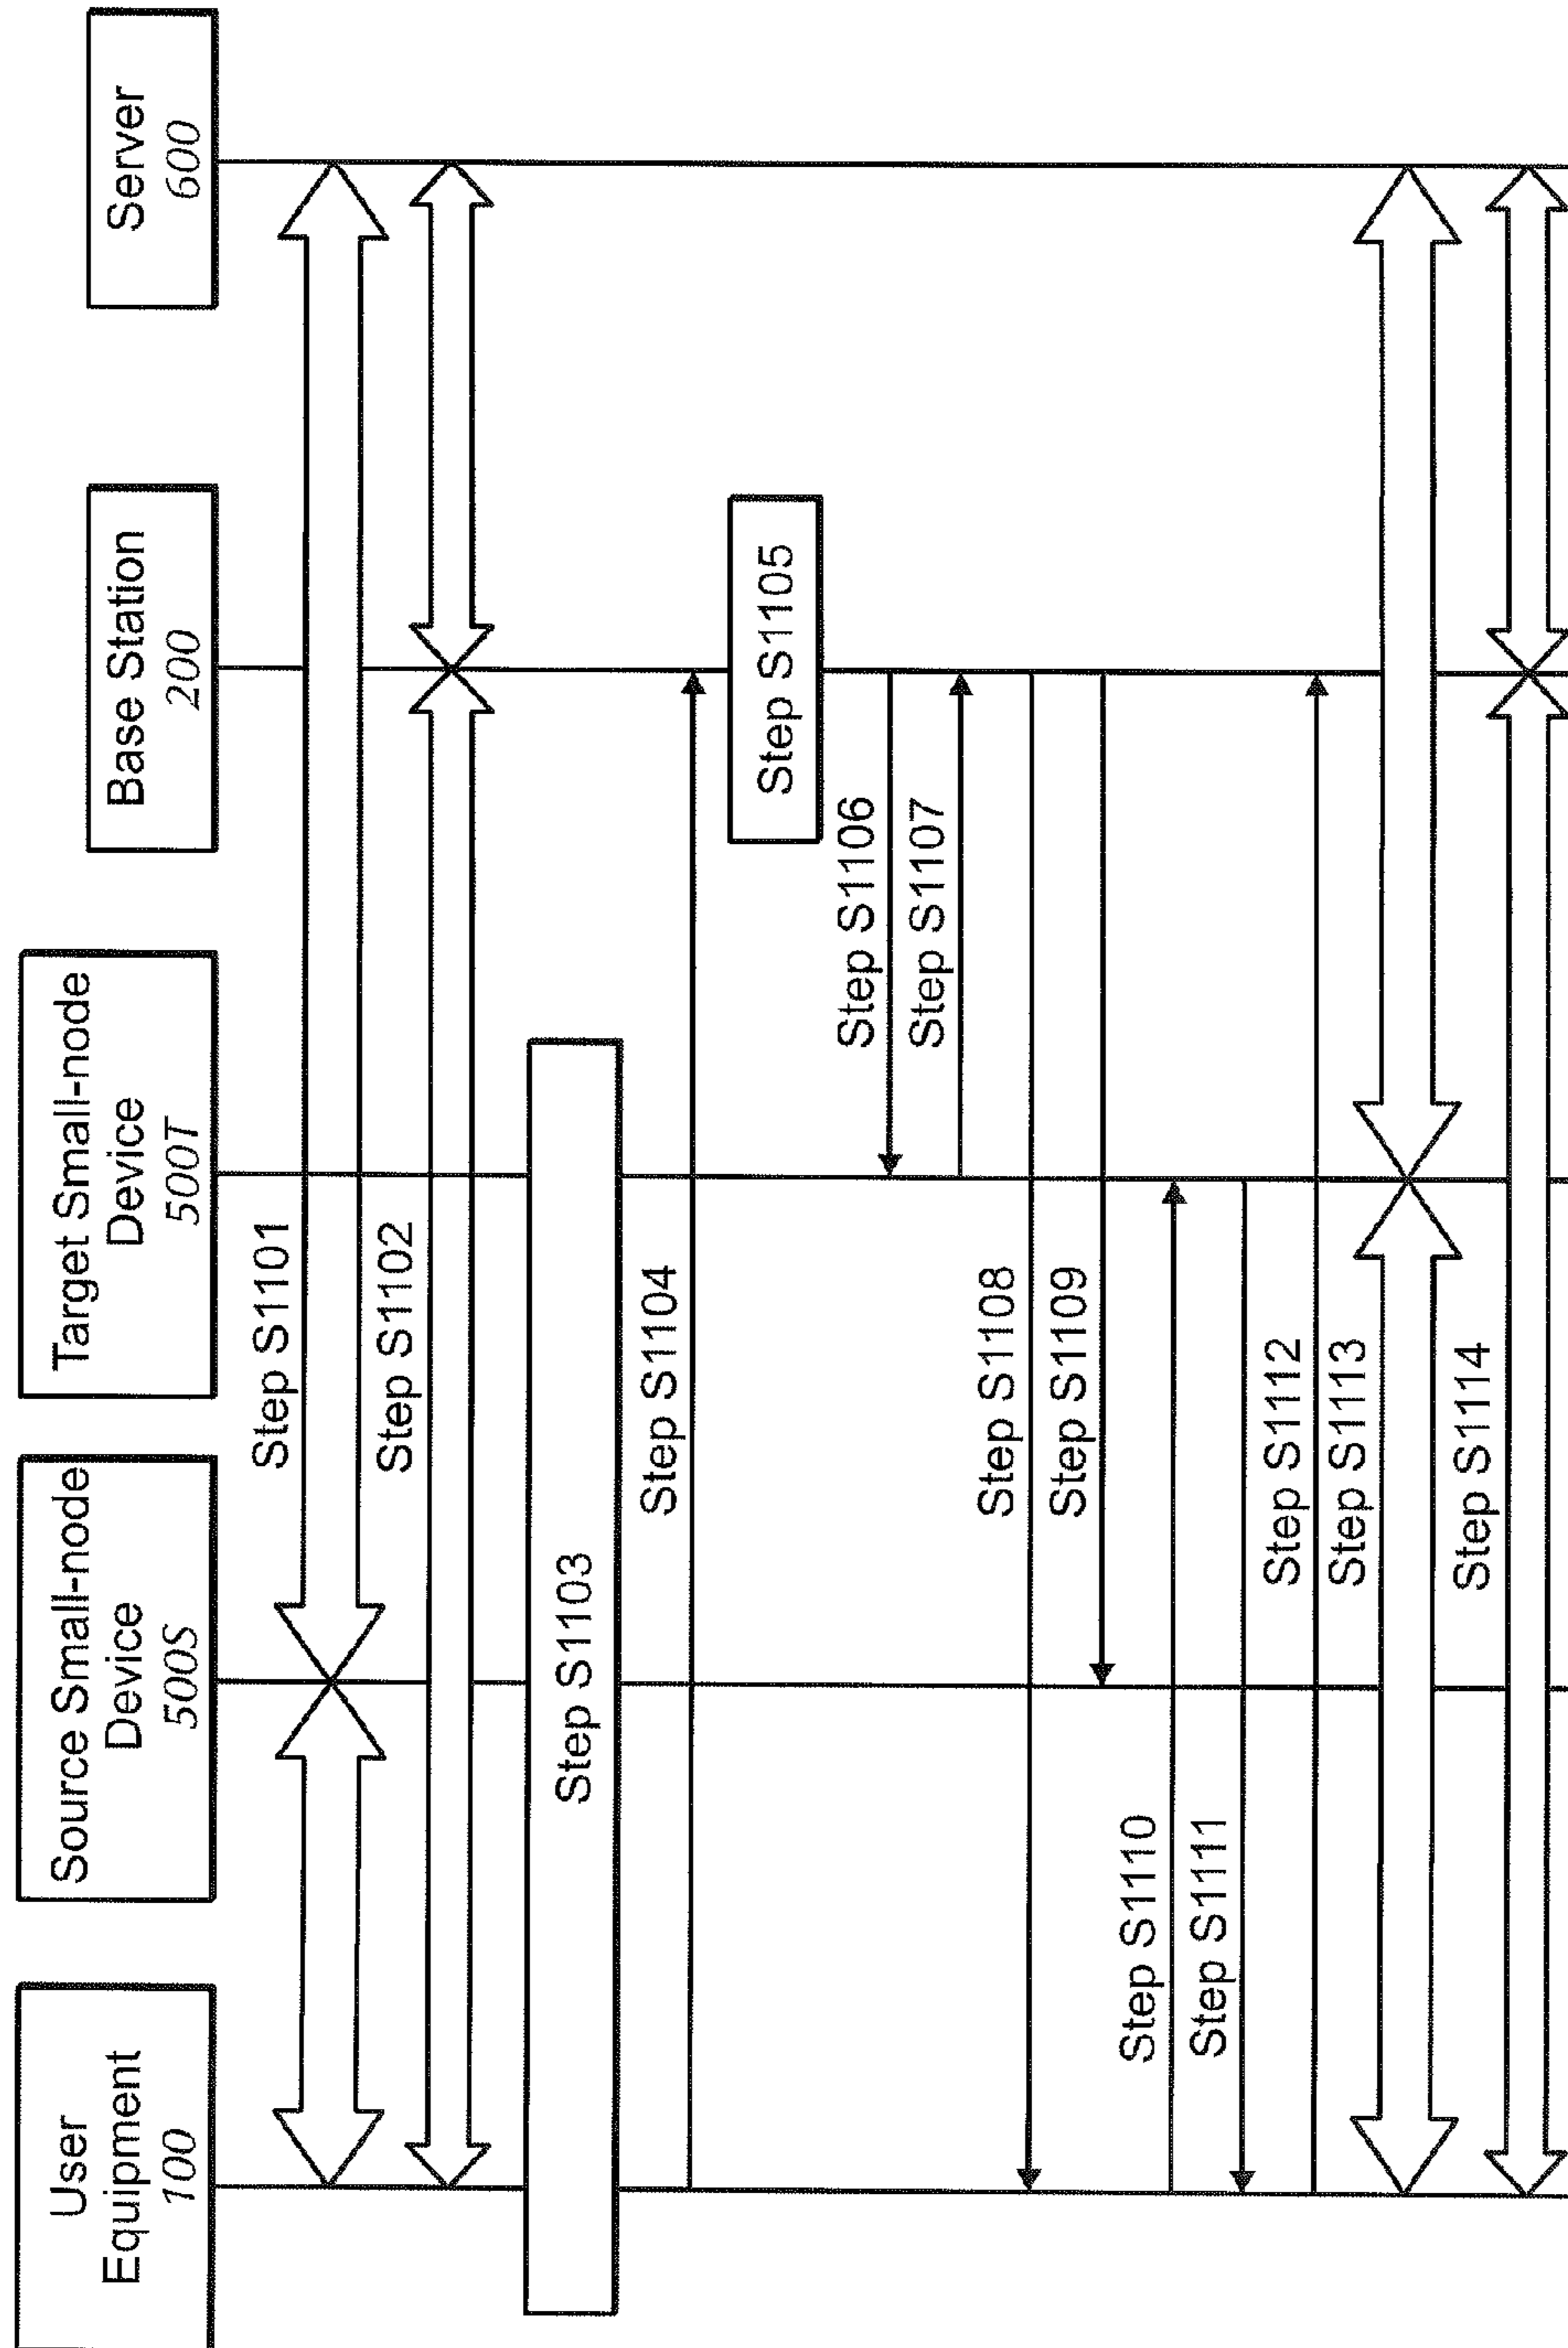 User
Equipment
100
Source Small-node
Device
500S
Target Small-node
Device
500T
Base Station
200
Server
600
Step S1101
Step S1102
Step S1103
Step S1104
Step S1105
Step S1106
Step S1107
Step S1108
Step S1109
Step S1110
Step S1111
Step S1112
Step S1113
Step S1114